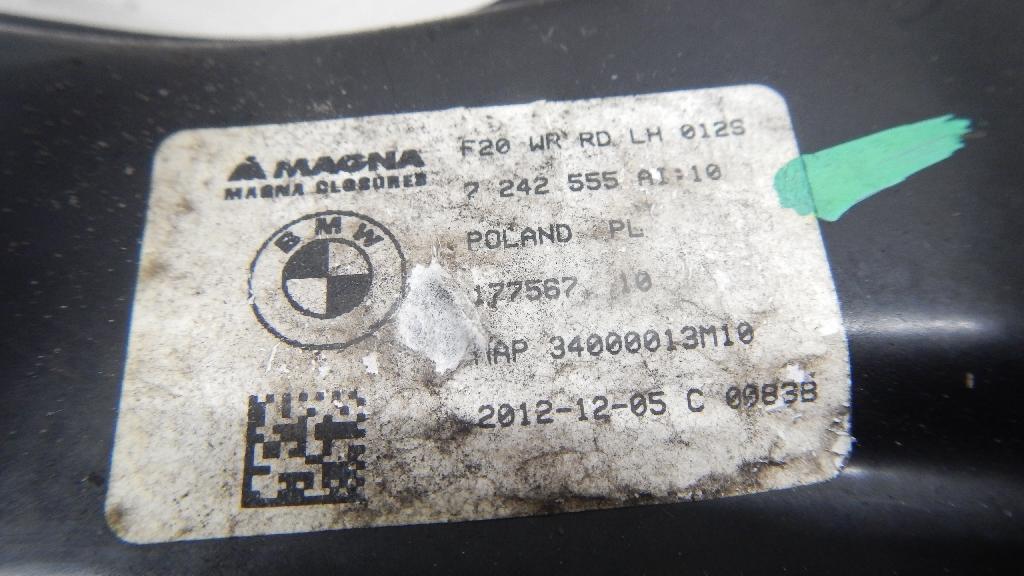 MAGNA
MAGNA CLOSURES
BMW
F20 WR RD LH 012S
7 242 555 AI:10
POLAND PL
177567 10
34000013M10
2012-12-05 C